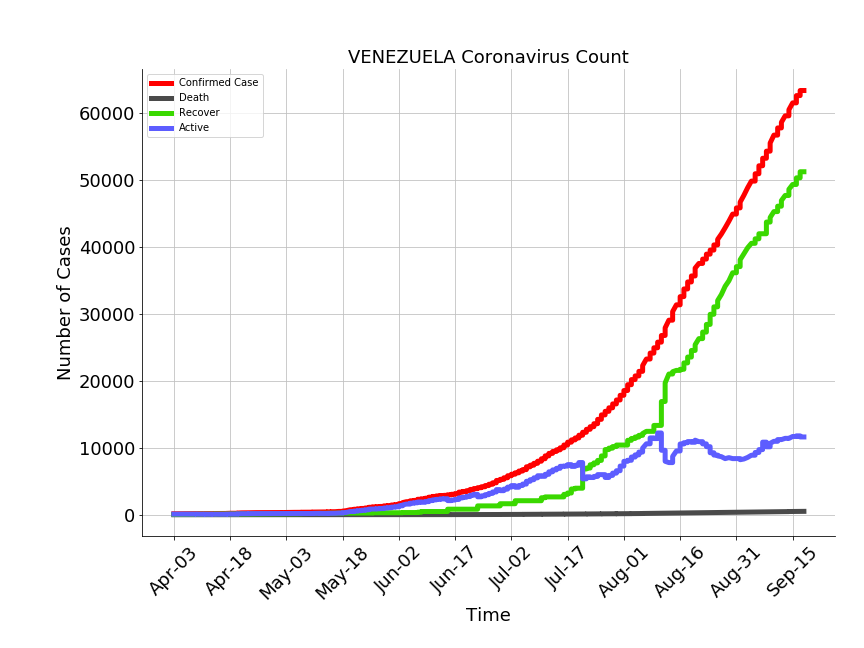 VENEZUELA Coronavirus Count
Confirmed Case
Death
Recover
Active
Number of Cases
60000
50000
40000
30000
20000
10000
0
Apr-03
Apr-18
May-03
May-18
Jun-02
Jun-17
Jul-02
Jul-17
Aug-01
Aug-16
Aug-31
Sep-15
Time